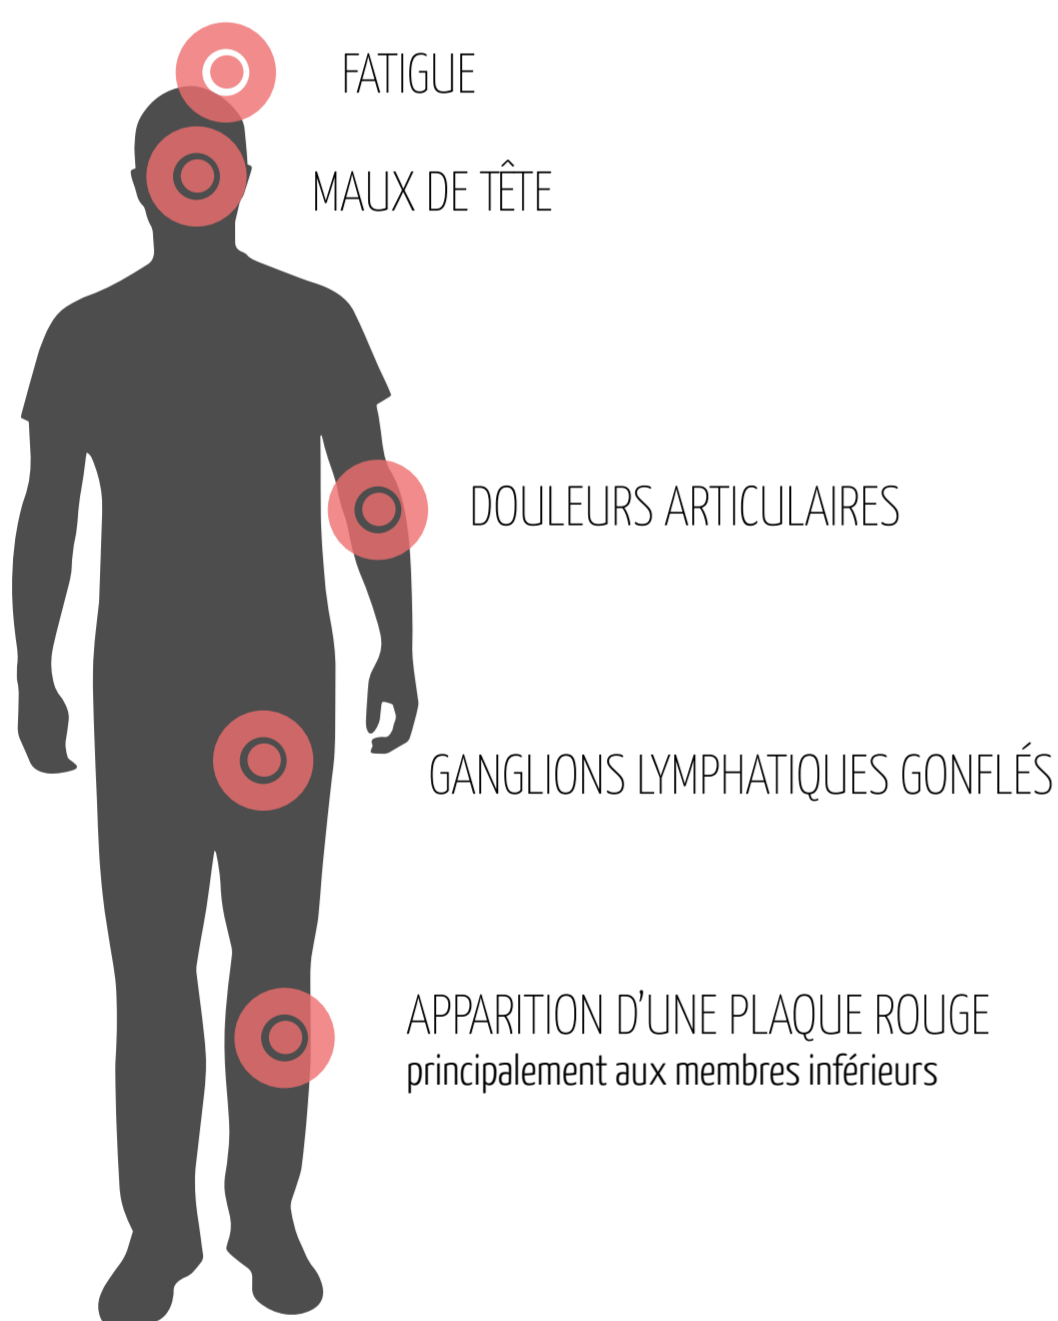 FATIGUE
MAUX DE TÊTE
DOULEURS ARTICULAIRES
GANGLIONS LYMPHATIQUES GONFLÉS
APPARITION D’UNE PLAQUE ROUGE
principalement aux membres inférieurs